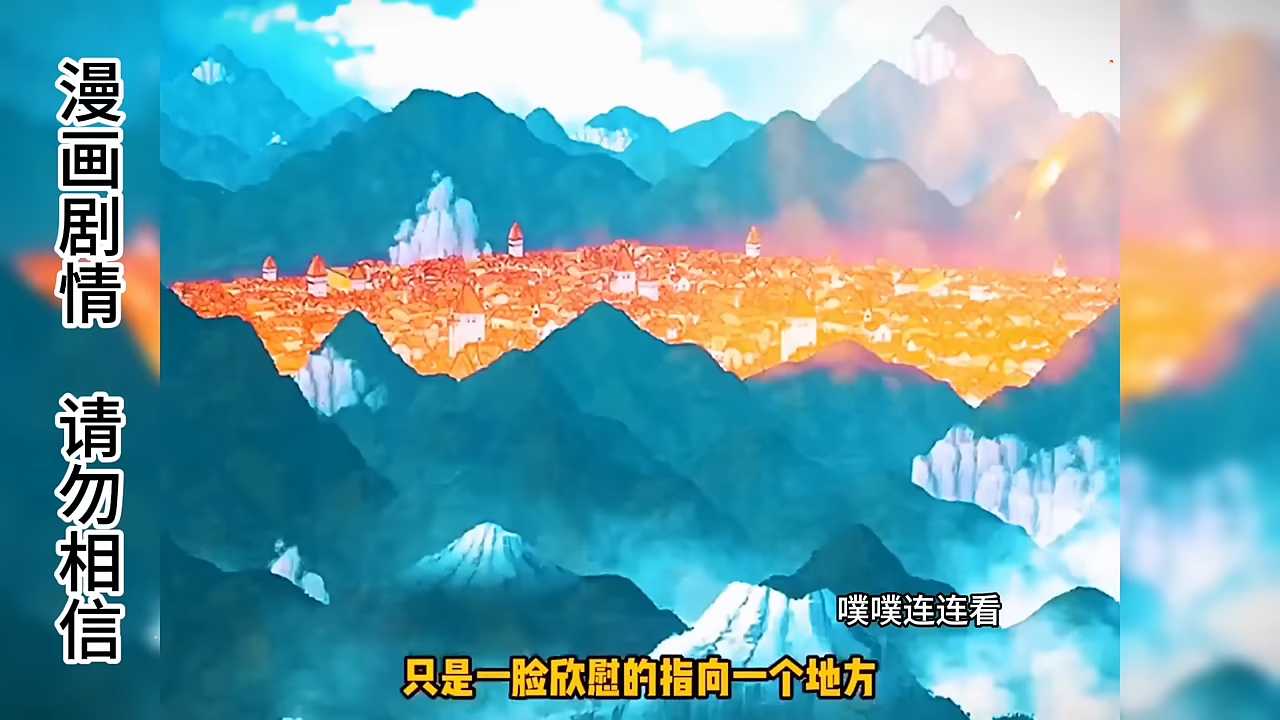 漫画剧情 请勿相信
噗噗连连看
只是一脸欣慰的指向一个地方